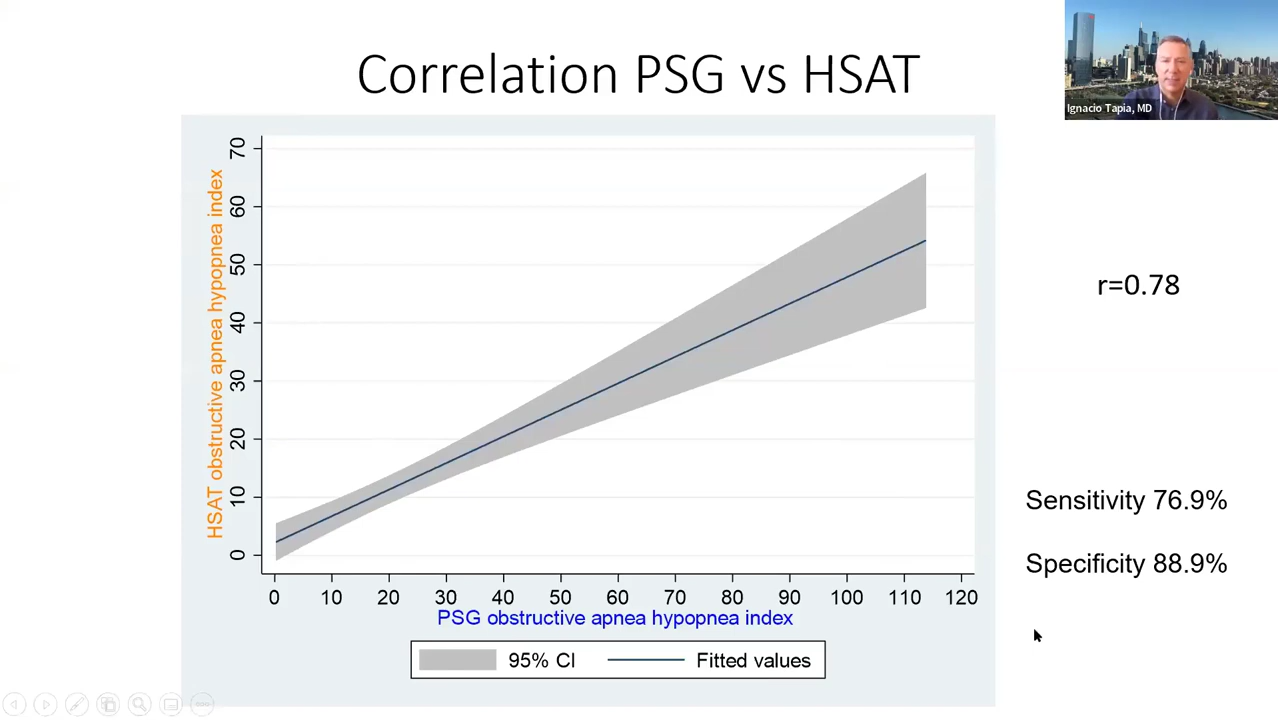 Correlation PSG vs HSAT
Ignacio Tapia, MD
HSAT obstructive apnea hypopnea index
70
60
50
40
30
20
10
0
0 10 20 30 40 50 60 70 80 90 100 110 120
PSG obstructive apnea hypopnea index
95% CI Fitted values
r=0.78
Sensitivity 76.9%
Specificity 88.9%